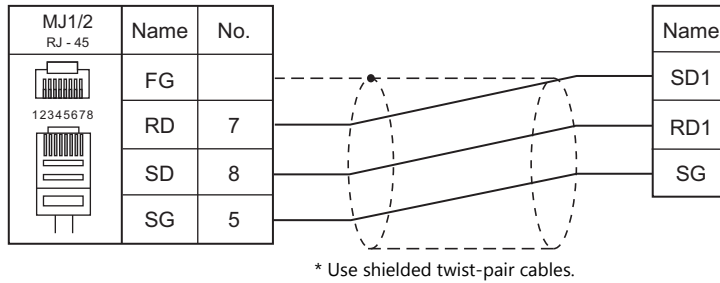 MJ1/2 Name No.
RJ - 45
12345678
FG
RD 7
SD 8
SG 5
Name
SD1
RD1
SG
* Use shielded twist-pair cables.